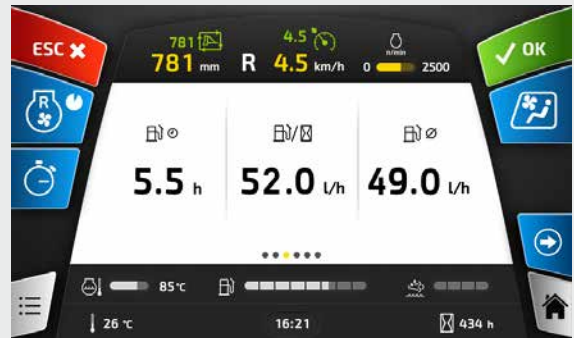 ESC
781
4.5
OK
781 mm
R
4.5 km/h
n/min
0
2500
R
5.5 h
52.0 l/h
49.0 l/h
85°C
26 °C
16:21
434 h